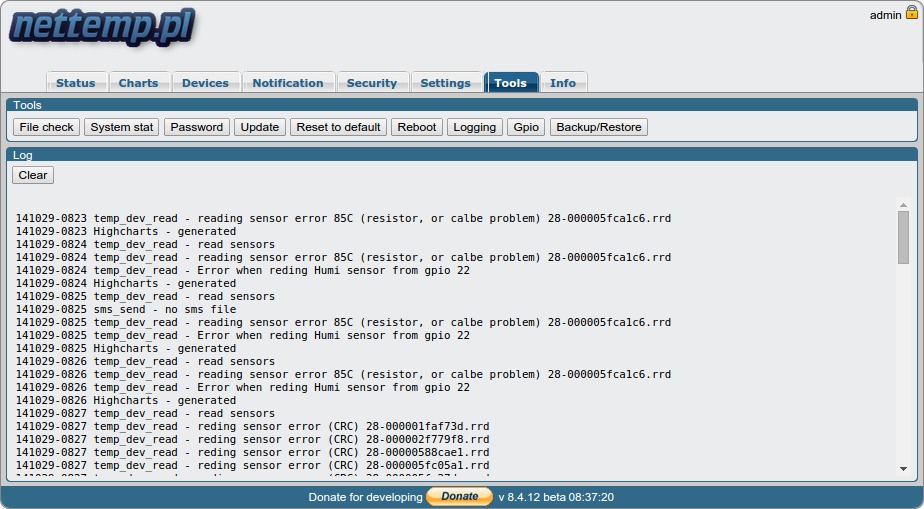 nettemp.pl
admin
Status Charts Devices Notification Security Settings Tools Info
Tools
File check System stat Password Update Reset to default Reboot Logging Gpio Backup/Restore
Log
Clear
141029-0823 temp_dev_read - reading sensor error 85C (resistor, or calbe problem) 28-000005fca1c6.rrd
141029-0823 Highcharts - generated
141029-0824 temp_dev_read - read sensors
141029-0824 temp_dev_read - reading sensor error 85C (resistor, or calbe problem) 28-000005fca1c6.rrd
141029-0824 temp_dev_read - Error when reding Humi sensor from gpio 22
141029-0824 Highcharts - generated
141029-0825 temp_dev_read - read sensors
141029-0825 sms_send - no sms file
141029-0825 temp_dev_read - reading sensor error 85C (resistor, or calbe problem) 28-000005fca1c6.rrd
141029-0825 temp_dev_read - Error when reding Humi sensor from gpio 22
141029-0825 Highcharts - generated
141029-0826 temp_dev_read - read sensors
141029-0826 temp_dev_read - reading sensor error 85C (resistor, or calbe problem) 28-000005fca1c6.rrd
141029-0826 temp_dev_read - Error when reding Humi sensor from gpio 22
141029-0826 Highcharts - generated
141029-0827 temp_dev_read - read sensors
141029-0827 temp_dev_read - reding sensor error (CRC) 28-000001faf73d.rrd
141029-0827 temp_dev_read - reding sensor error (CRC) 28-000002f779f8.rrd
141029-0827 temp_dev_read - reding sensor error (CRC) 28-00000588cae1.rrd
141029-0827 temp_dev_read - reding sensor error (CRC) 28-000005fc05a1.rrd
141029-0827 temp_dev_read - reding sensor error (CRC)
Donate for developing Donate v 8.4.12 beta 08:37:20